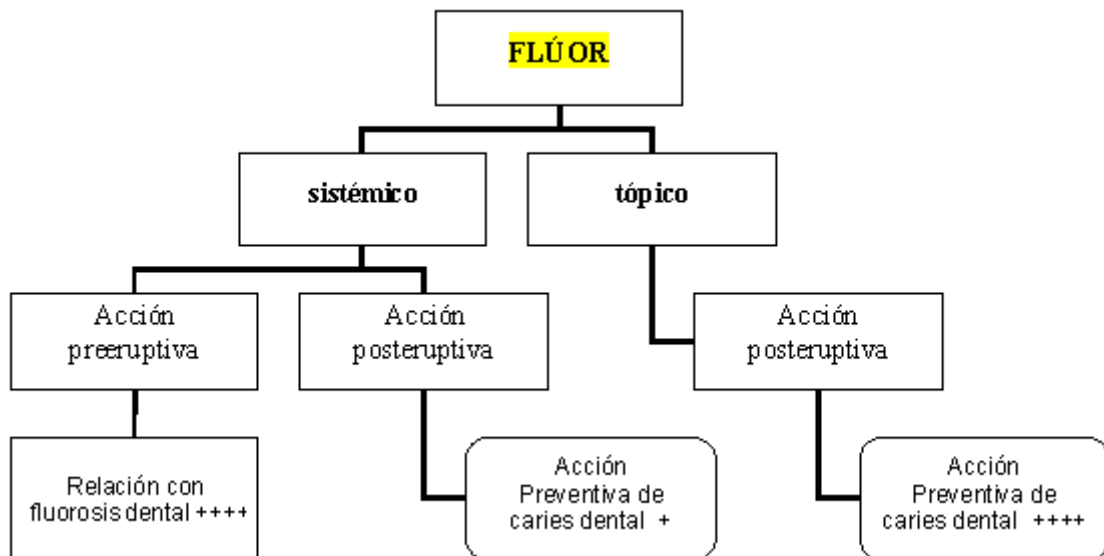 FLÚOR
sistémico
tópico
Acción
preeruptiva
Acción
posteruptiva
Acción
posteruptiva
Relación con
fluorosis dental ++++
Acción
Preventiva de
caries dental +
Acción
Preventiva de
caries dental ++++